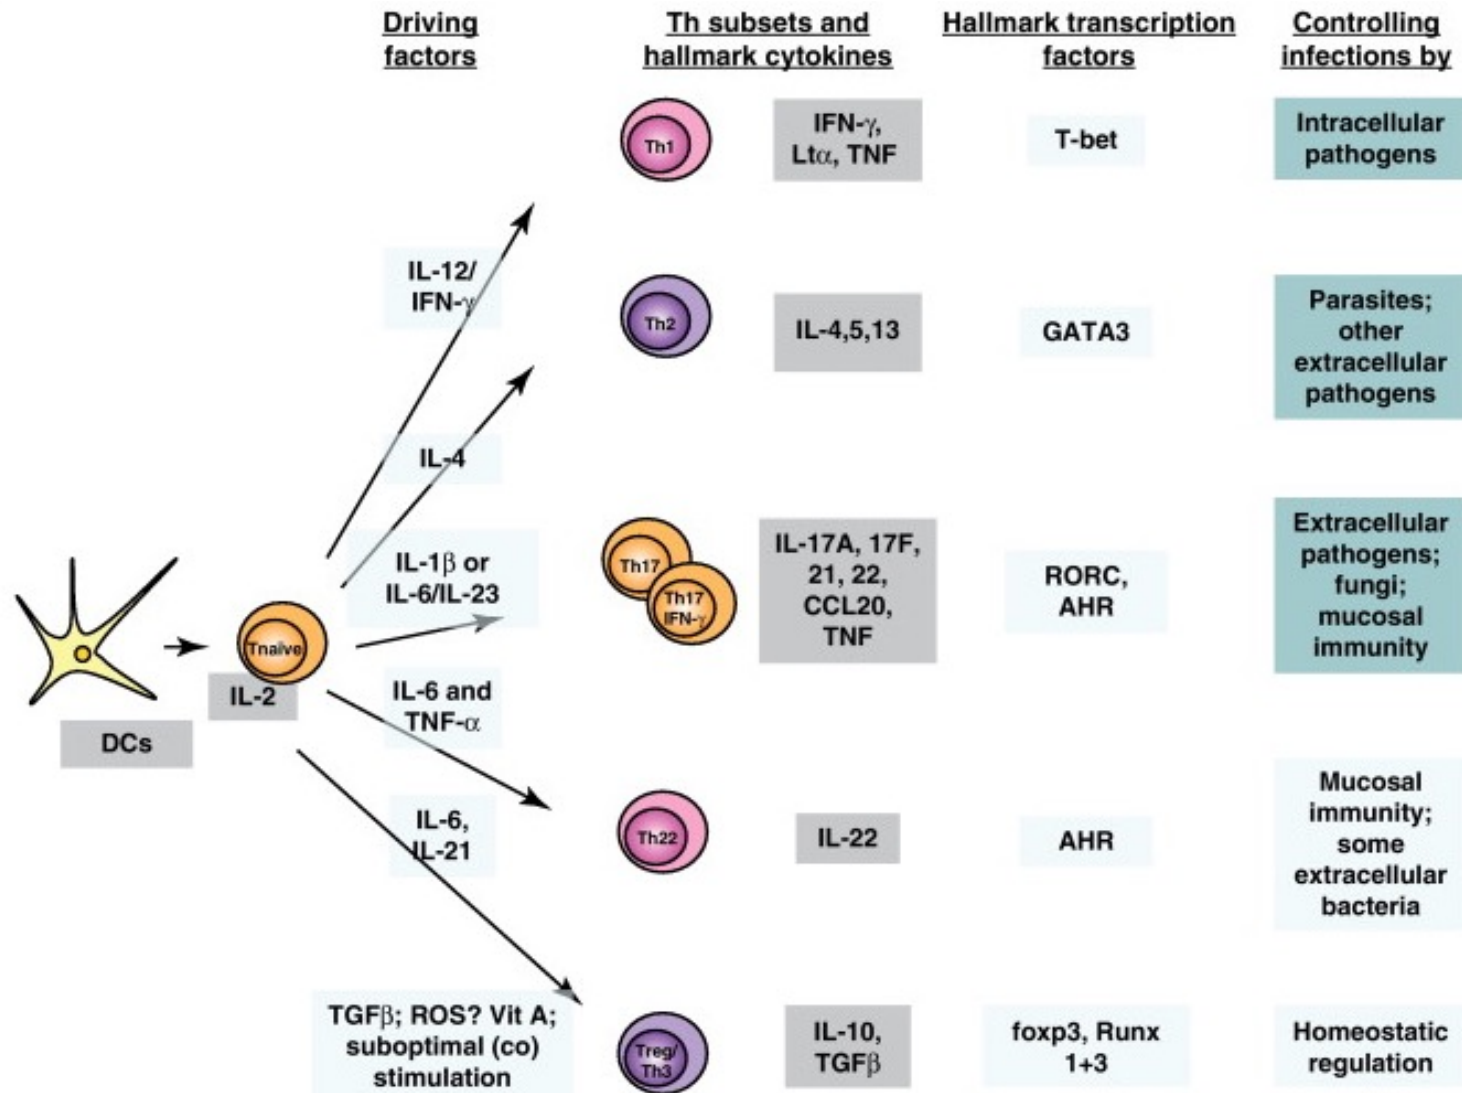 Driving
factors
Th subsets and
hallmark cytokines
Hallmark transcription
factors
Controlling
infections by
Th1
IFN-γ,
Ltα, TNF
T-bet
Intracellular
pathogens
IL-12/
IFN-γ
Th2
IL-4,5,13
GATA3
Parasites;
other
extracellular
pathogens
IL-4
IL-1β or
IL-6/IL-23
Th17
Th17
IFN-γ
IL-17A, 17F,
21, 22,
CCL20,
TNF
RORC,
AHR
Extracellular
pathogens;
fungi;
mucosal
immunity
Tnaïve
IL-2
DCs
IL-6 and
TNF-α
IL-6,
IL-21
Th22
IL-22
AHR
Mucosal
immunity;
some
extracellular
bacteria
TGFβ; ROS? Vit A;
suboptimal (co)
stimulation
Treg/
Th3
IL-10,
TGFβ
foxp3, Runx
1+3
Homeostatic
regulation